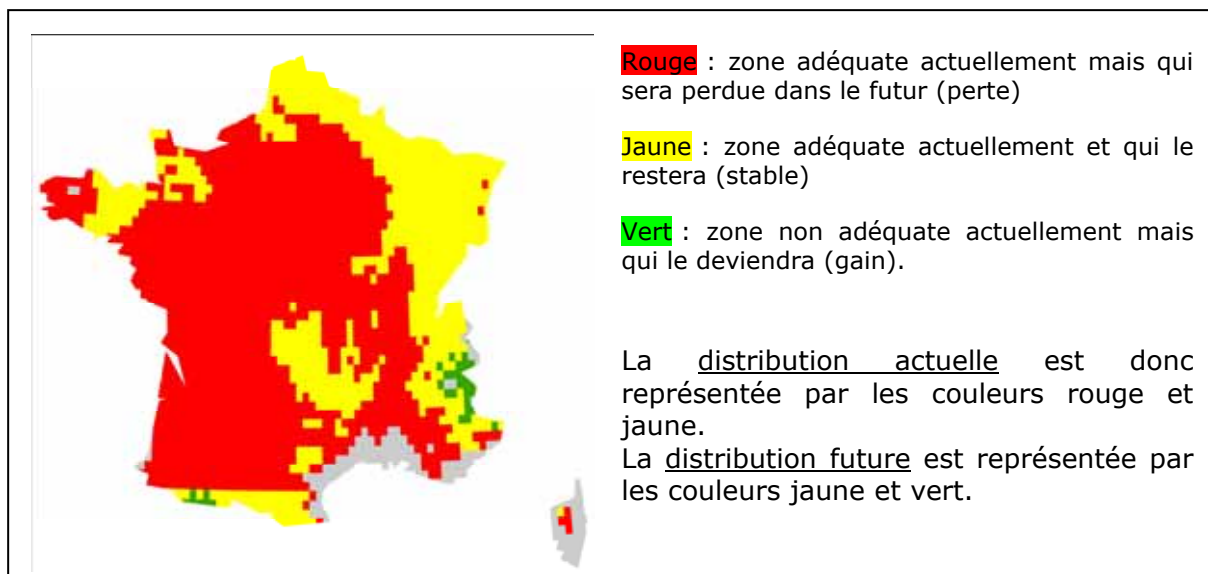 Rouge : zone adéquate actuellement mais qui
sera perdue dans le futur (perte)
Jaune : zone adéquate actuellement et qui le
restera (stable)
Vert : zone non adéquate actuellement mais
qui le deviendra (gain).
La distribution actuelle est donc
représentée par les couleurs rouge et
jaune.
La distribution future est représentée par
les couleurs jaune et vert.